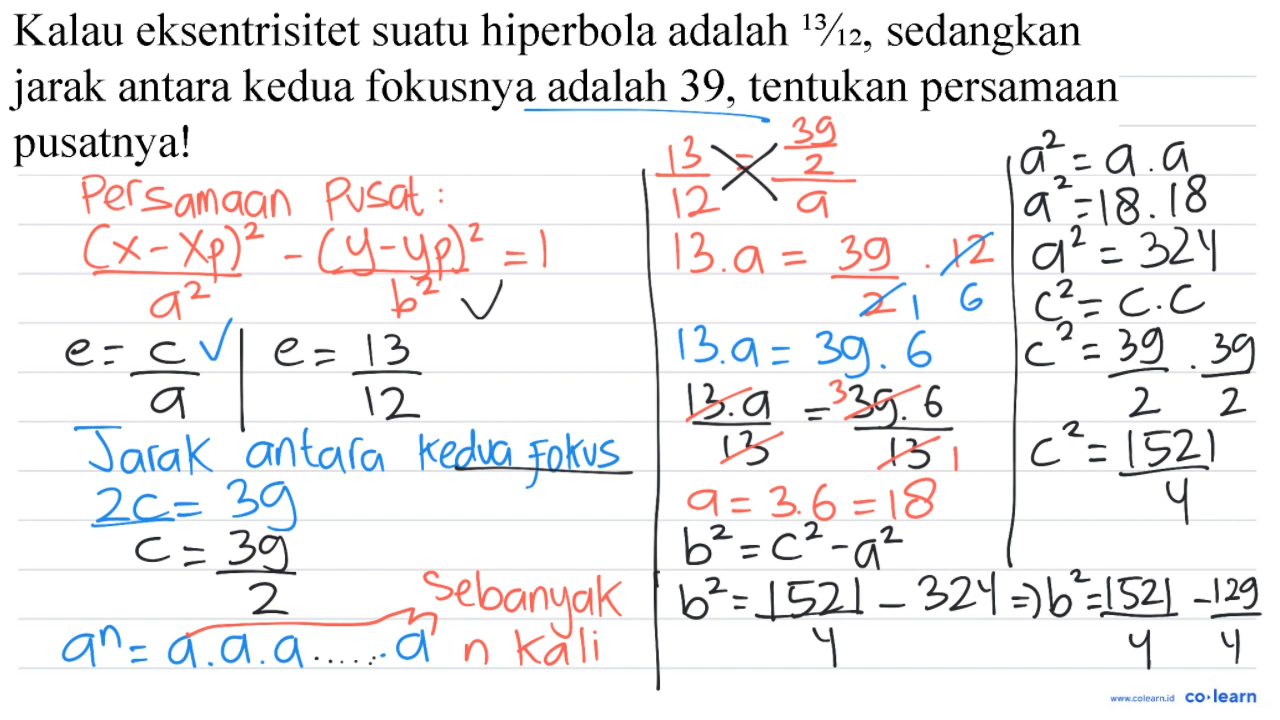 Kalau eksentrisitet suatu hiperbola adalah 13/12, sedangkan
jarak antara kedua fokusnya adalah 39, tentukan persamaan
pusatnya!
Persamaan Pusat:
(x - xp)²/a² - (y - yp)²/b² = 1 ✓
e = c/a ✓ | e = 13/12
Jarak antara kedua Fokus
2c = 39
c = 39/2
aⁿ = a.a.a.......a Sebanyak n kali
13/12 = (39/2)/a
13.a = 39/2 . 12 1 6
13.a = 39.6
13.a/13 = 39.6/13 3 1
a = 3.6 = 18
b² = c² - a²
b² = 1521/4 - 324 => b² = 1521/4 - 129/4
a² = a.a
a² = 18.18
a² = 324
c² = c.c
c² = 39/2 . 39/2
c² = 1521/4
www.colearn.id co·learn